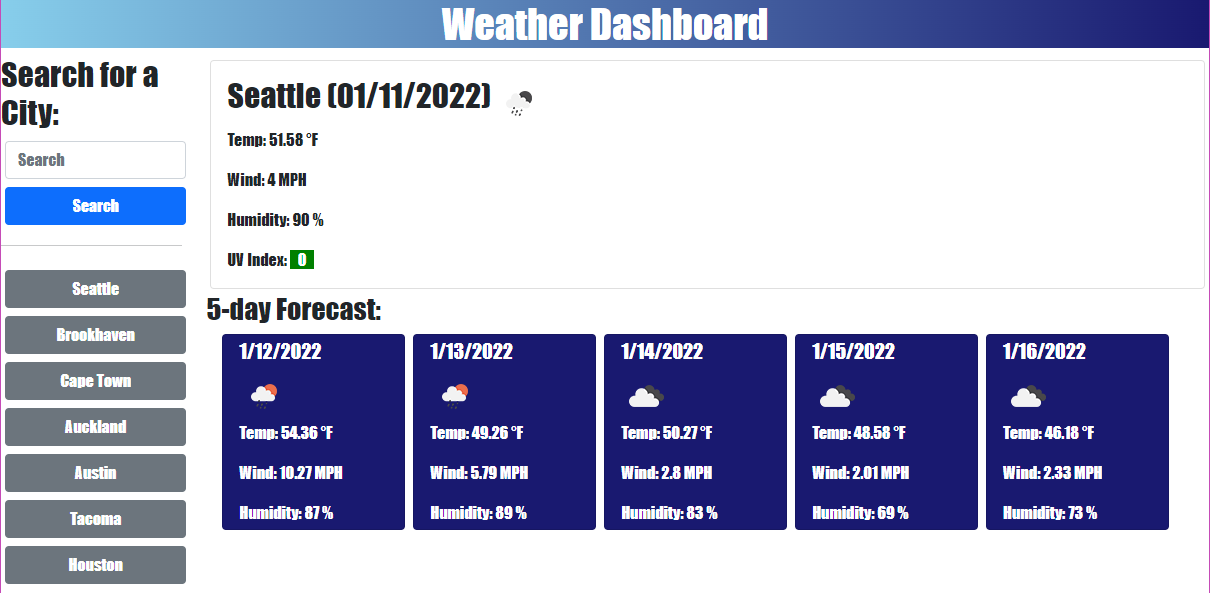 Weather Dashboard
Search for a
City:
Search
Search
Seattle
Brookhaven
Cape Town
Auckland
Austin
Tacoma
Houston
Seattle (01/11/2022)
Temp: 51.58 °F
Wind: 4 MPH
Humidity: 90 %
UV Index: 0
5-day Forecast:
1/12/2022
Temp: 54.36 °F
Wind: 10.27 MPH
Humidity: 87 %
1/13/2022
Temp: 49.26 °F
Wind: 5.79 MPH
Humidity: 89 %
1/14/2022
Temp: 50.27 °F
Wind: 2.8 MPH
Humidity: 83 %
1/15/2022
Temp: 48.58 °F
Wind: 2.01 MPH
Humidity: 69 %
1/16/2022
Temp: 46.18 °F
Wind: 2.33 MPH
Humidity: 73 %